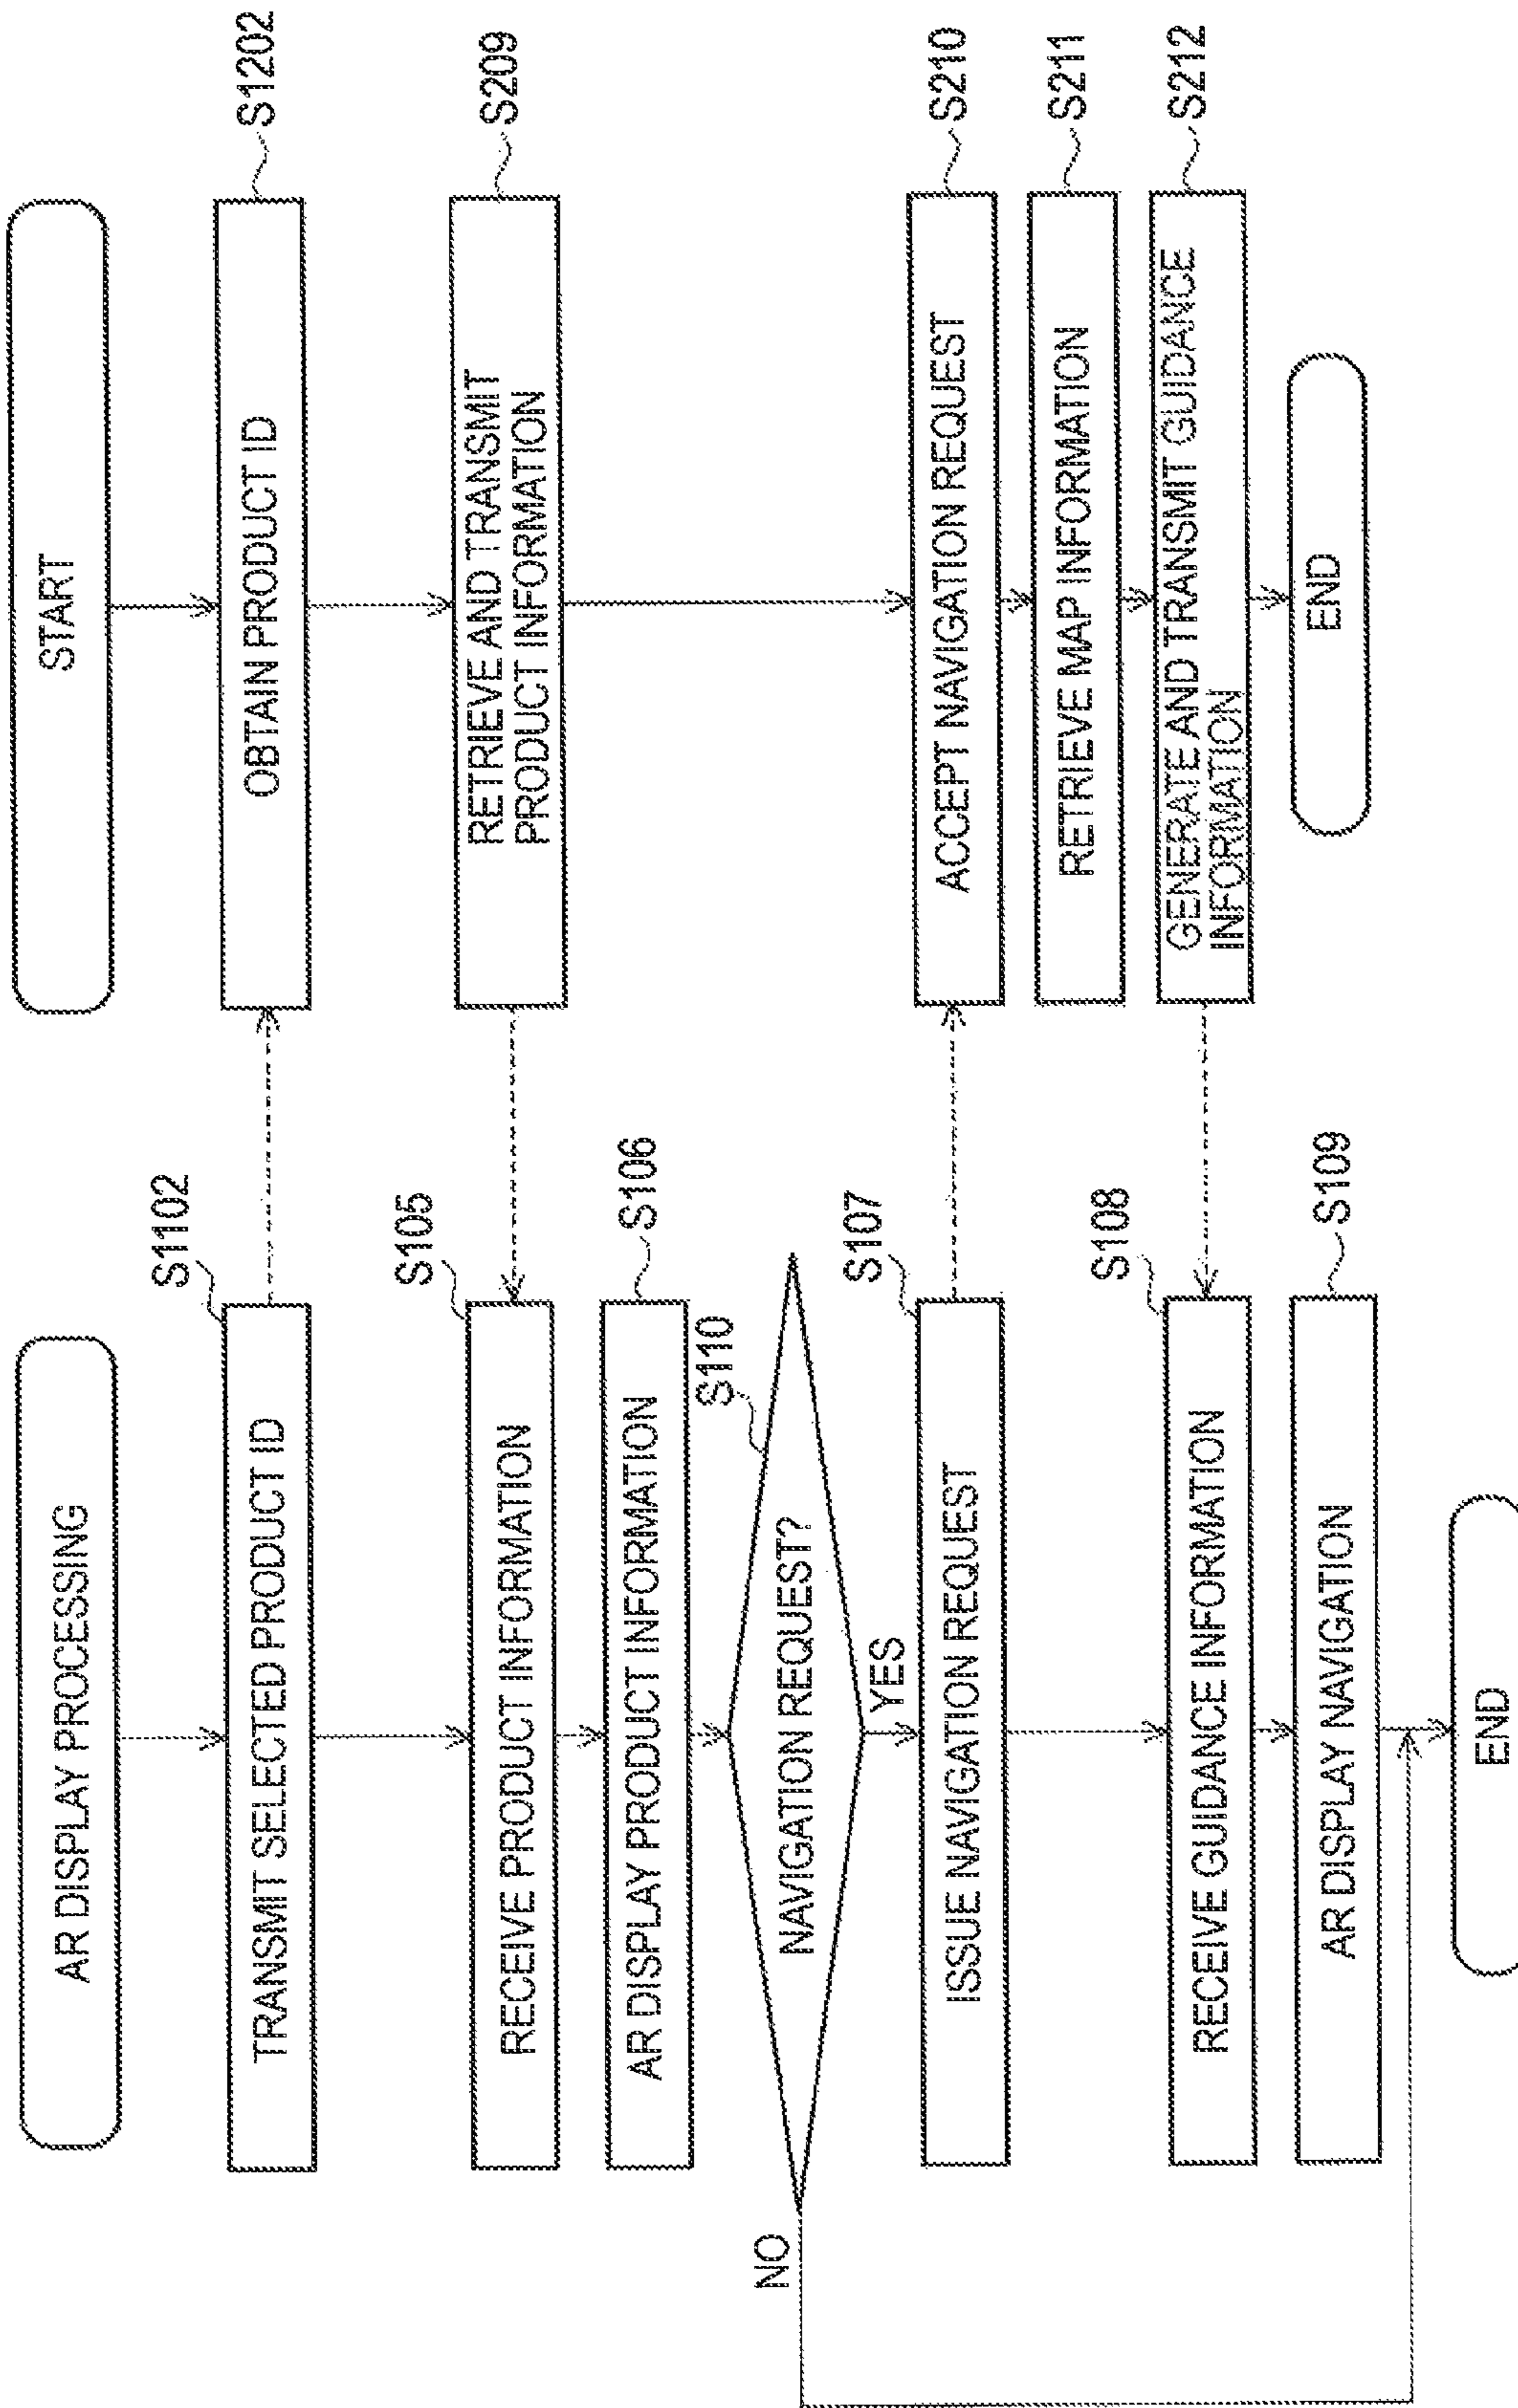 AR DISPLAY PROCESSING
S1102
TRANSMIT SELECTED PRODUCT ID
S105
RECEIVE PRODUCT INFORMATION
S106
AR DISPLAY PRODUCT INFORMATION
S110
NAVIGATION REQUEST?
NO
YES
S107
ISSUE NAVIGATION REQUEST
S108
RECEIVE GUIDANCE INFORMATION
S109
AR DISPLAY NAVIGATION
END
START
S1202
OBTAIN PRODUCT ID
S209
RETRIEVE AND TRANSMIT
PRODUCT INFORMATION
S210
ACCEPT NAVIGATION REQUEST
S211
RETRIEVE MAP INFORMATION
S212
GENERATE AND TRANSMIT GUIDANCE
INFORMATION
END